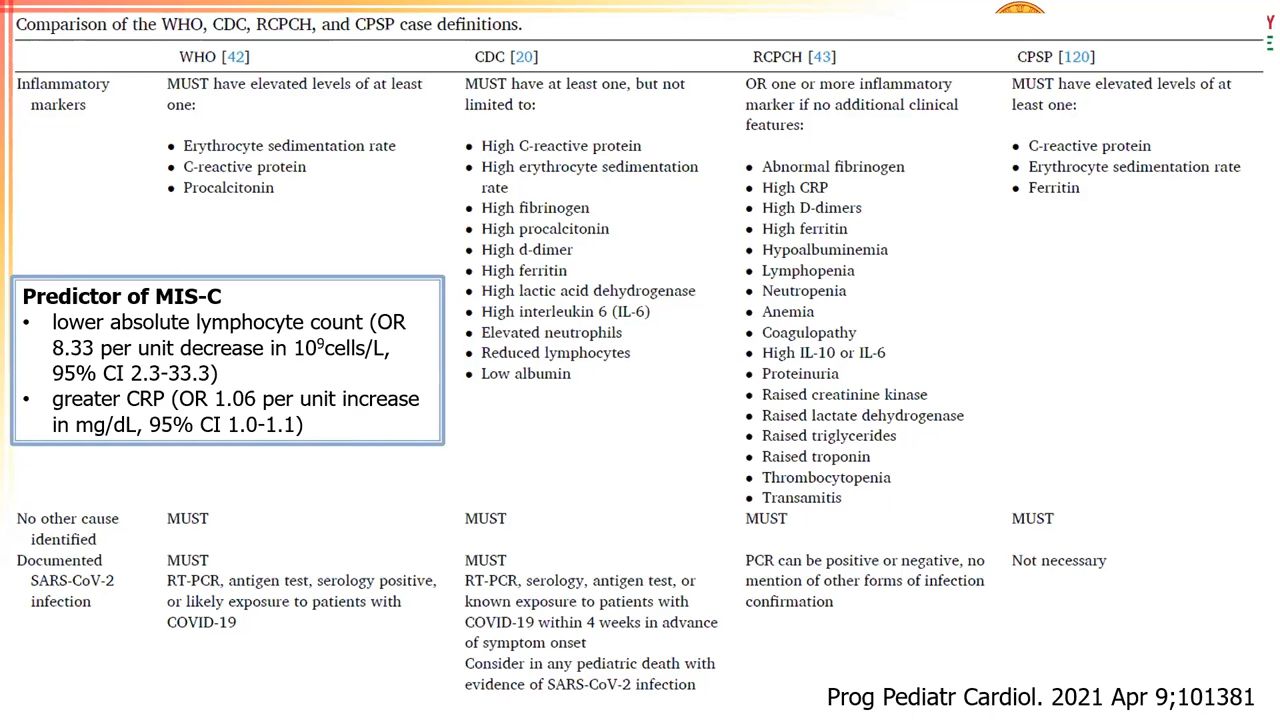 Comparison of the WHO, CDC, RCPCH, and CPSP case definitions.
WHO [42]
CDC [20]
RCPCH [43]
CPSP [120]
Inflammatory
markers
MUST have elevated levels of at least
one:
• Erythrocyte sedimentation rate
• C-reactive protein
• Procalcitonin
MUST have at least one, but not
limited to:
• High C-reactive protein
• High erythrocyte sedimentation
rate
• High fibrinogen
• High procalcitonin
• High d-dimer
• High ferritin
• High lactic acid dehydrogenase
• High interleukin 6 (IL-6)
• Elevated neutrophils
• Reduced lymphocytes
• Low albumin
OR one or more inflammatory
marker if no additional clinical
features:
• Abnormal fibrinogen
• High CRP
• High D-dimers
• High ferritin
• Hypoalbuminemia
• Lymphopenia
• Neutropenia
• Anemia
• Coagulopathy
• High IL-10 or IL-6
• Proteinuria
• Raised creatinine kinase
• Raised lactate dehydrogenase
• Raised triglycerides
• Raised troponin
• Thrombocytopenia
• Transamitis
MUST have elevated levels of at
least one:
• C-reactive protein
• Erythrocyte sedimentation rate
• Ferritin
Predictor of MIS-C
• lower absolute lymphocyte count (OR
8.33 per unit decrease in 10⁹cells/L,
95% CI 2.3-33.3)
• greater CRP (OR 1.06 per unit increase
in mg/dL, 95% CI 1.0-1.1)
No other cause
identified
MUST
MUST
MUST
MUST
Documented
SARS-CoV-2
infection
MUST
RT-PCR, antigen test, serology positive,
or likely exposure to patients with
COVID-19
MUST
RT-PCR, serology, antigen test, or
known exposure to patients with
COVID-19 within 4 weeks in advance
of symptom onset
Consider in any pediatric death with
evidence of SARS-CoV-2 infection
PCR can be positive or negative, no
mention of other forms of infection
confirmation
Not necessary
Prog Pediatr Cardiol. 2021 Apr 9;101381